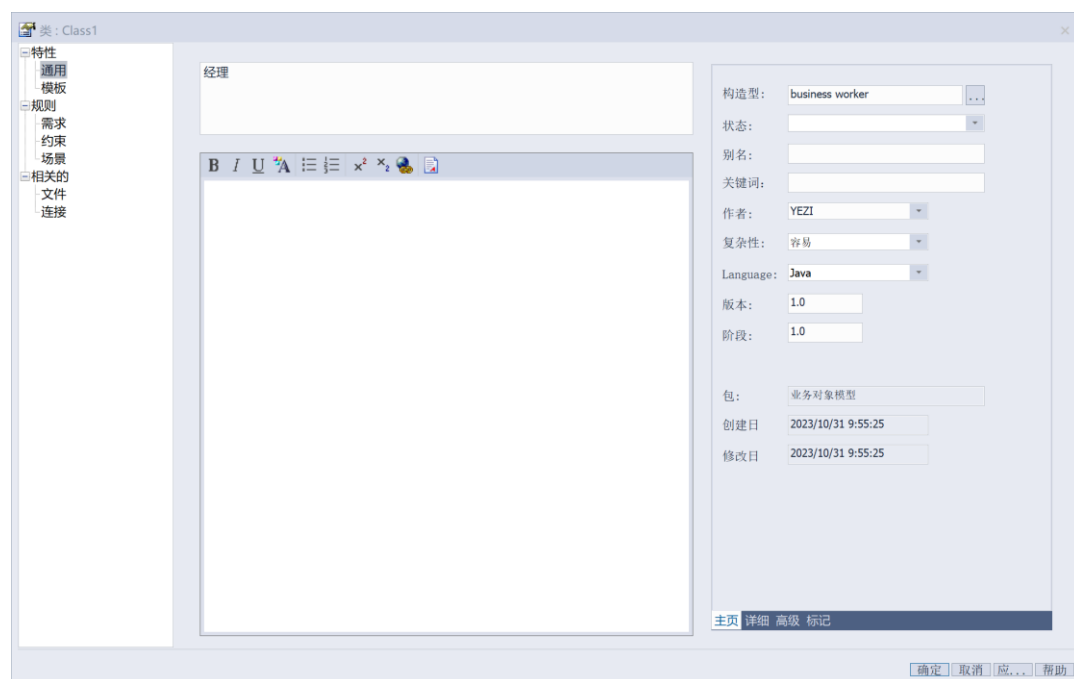 类 : Class1
特性
通用
模板
规则
需求
约束
场景
相关的
文件
连接
经理
B I U A x² x₂
构造型: business worker ...
状态:
别名:
关键词:
作者: YEZI
复杂性: 容易
Language: Java
版本: 1.0
阶段: 1.0
包: 业务对象模型
创建日 2023/10/31 9:55:25
修改日 2023/10/31 9:55:25
主页 详细 高级 标记
确定 取消 应... 帮助